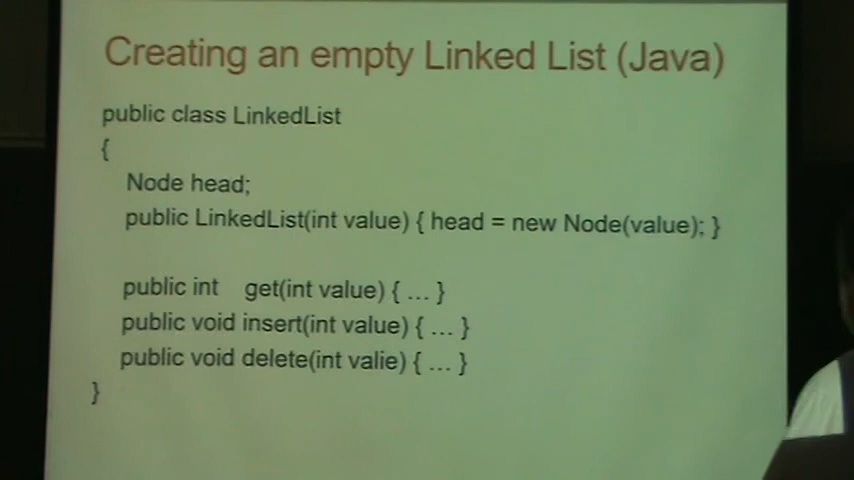 Creating an empty Linked List (Java)
public class LinkedList
{
Node head;
public LinkedList(int value) { head = new Node(value); }
public int get(int value) { ... }
public void insert(int value) { ... }
public void delete(int valie) { ... }
}